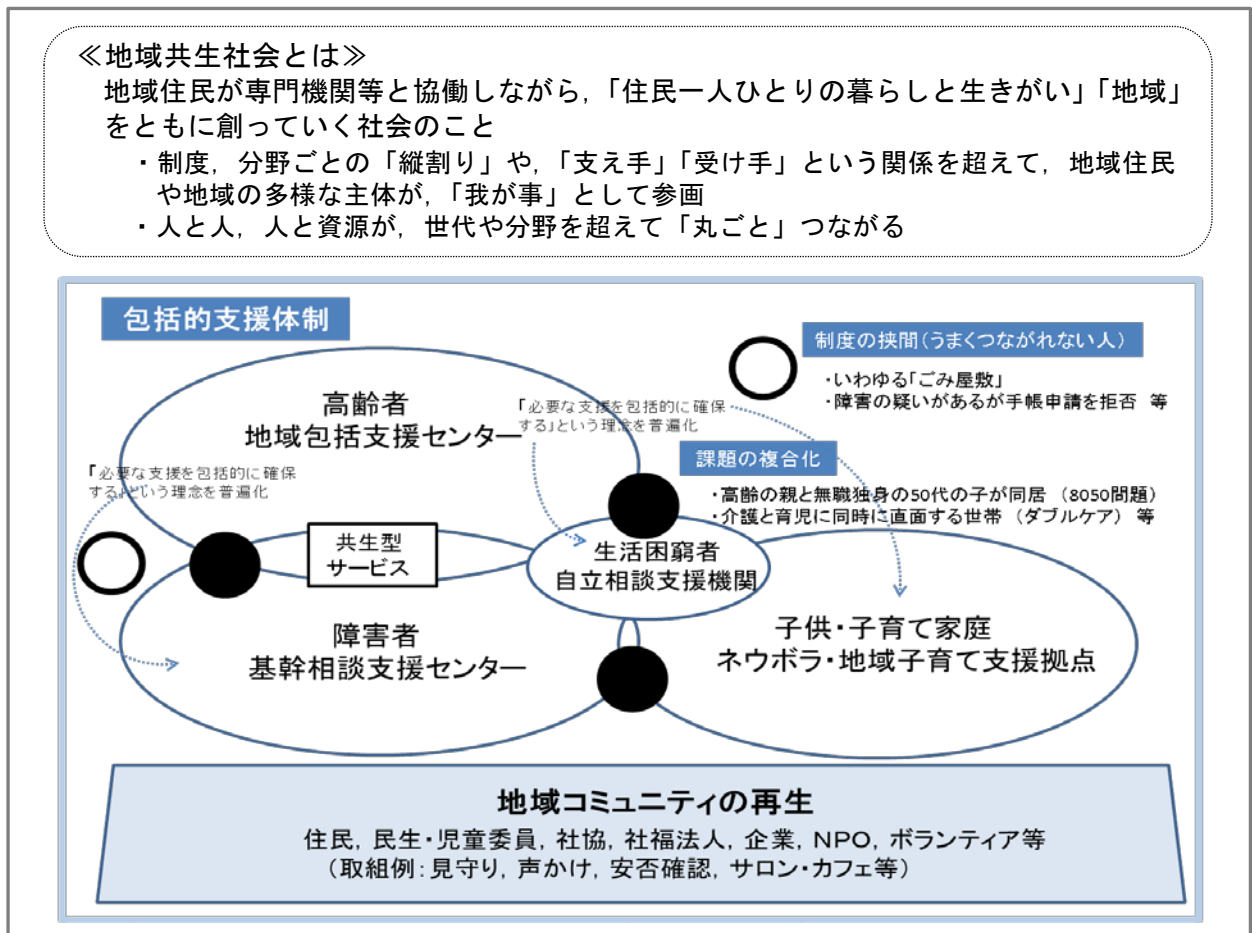 ≪地域共生社会とは≫
地域住民が専門機関等と協働しながら，「住民一人ひとりの暮らしと生きがい」「地域」
をともに創っていく社会のこと
・制度，分野ごとの「縦割り」や，「支え手」「受け手」という関係を超えて，地域住民
や地域の多様な主体が，「我が事」として参画
・人と人，人と資源が，世代や分野を超えて「丸ごと」つながる
包括的支援体制
制度の狭間（うまくつながれない人）
・いわゆる「ごみ屋敷」
・障害の疑いがあるが手帳申請を拒否 等
高齢者
地域包括支援センター
「必要な支援を包括的に確保
する」という理念を普遍化
課題の複合化
・高齢の親と無職独身の50代の子が同居（8050問題）
・介護と育児に同時に直面する世帯（ダブルケア）等
「必要な支援を包括的に確保
する」という理念を普遍化
共生型
サービス
生活困窮者
自立相談支援機関
障害者
基幹相談支援センター
子供・子育て家庭
ネウボラ・地域子育て支援拠点
地域コミュニティの再生
住民，民生・児童委員，社協，社福法人，企業，NPO，ボランティア等
（取組例：見守り，声かけ，安否確認，サロン・カフェ等）